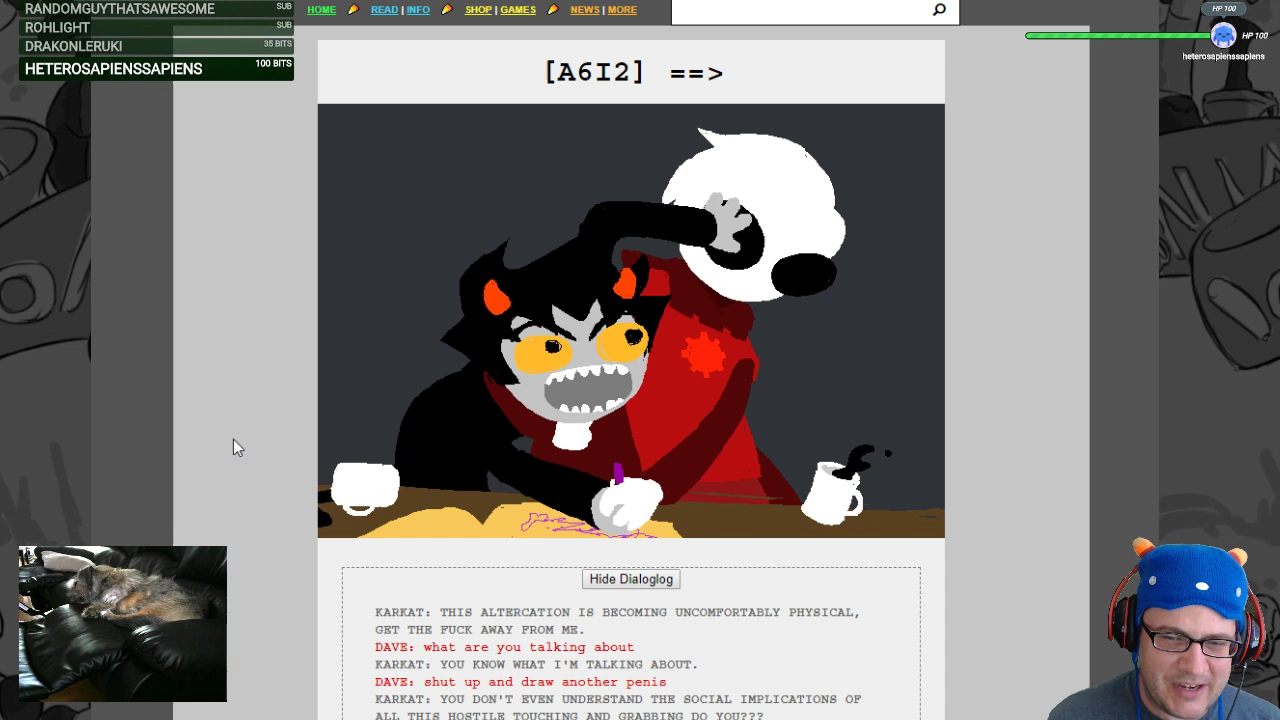 RANDOMGUYTHATSAWESOME SUB
ROHLIGHT SUB
DRAKONLERUKI 35 BITS
HETEROSAPIENSSAPIENS 100 BITS
HOME READ | INFO SHOP | GAMES NEWS | MORE
HP 100
HP 100
heterosapienssapiens
[A6I2] ==>
Hide Dialoglog
KARKAT: THIS ALTERCATION IS BECOMING UNCOMFORTABLY PHYSICAL,
GET THE FUCK AWAY FROM ME.
DAVE: what are you talking about
KARKAT: YOU KNOW WHAT I'M TALKING ABOUT.
DAVE: shut up and draw another penis
KARKAT: YOU DON'T EVEN UNDERSTAND THE SOCIAL IMPLICATIONS OF
ALL THIS HOSTILE TOUCHING AND GRABBING DO YOU???